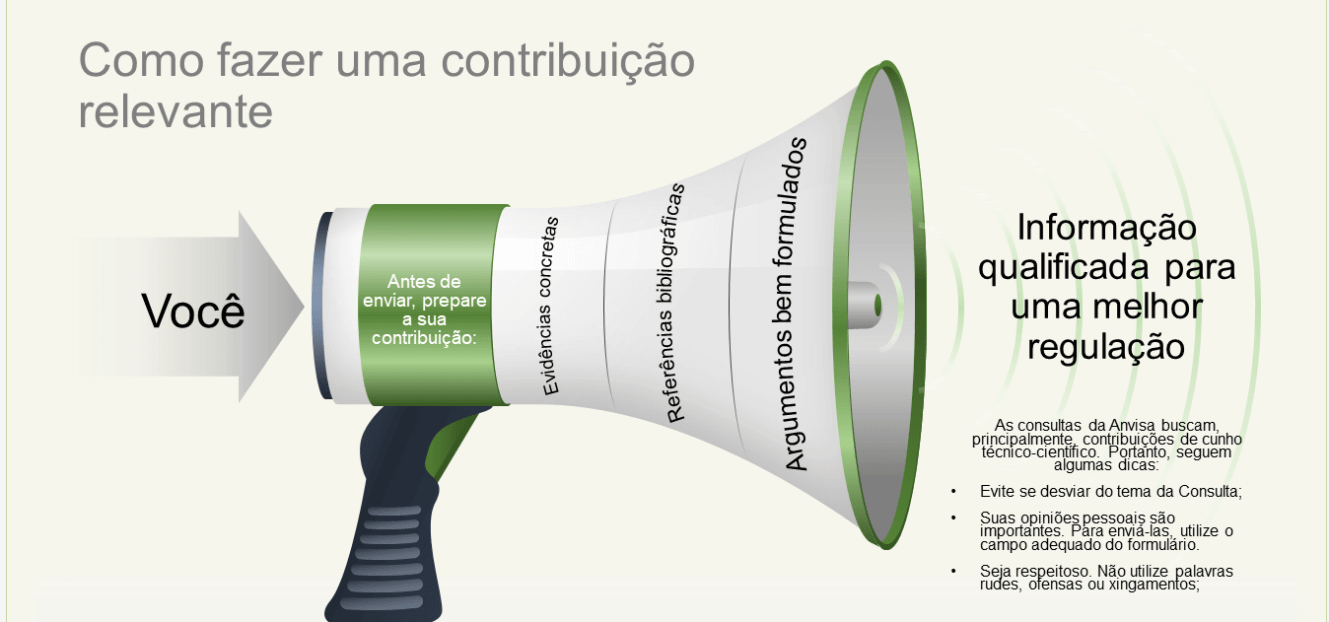 Como fazer uma contribuição
relevante
Você
Antes de
enviar, prepare
a sua
contribuição:
Evidências concretas
Referências bibliográficas
Argumentos bem formulados
Informação
qualificada para
uma melhor
regulação
As consultas da Anvisa buscam,
principalmente, contribuições de cunho
técnico-científico. Portanto, seguem
algumas dicas:
• Evite se desviar do tema da Consulta;
• Suas opiniões pessoais são
importantes. Para enviá-las, utilize o
campo adequado do formulário.
• Seja respeitoso. Não utilize palavras
rudes, ofensas ou xingamentos;